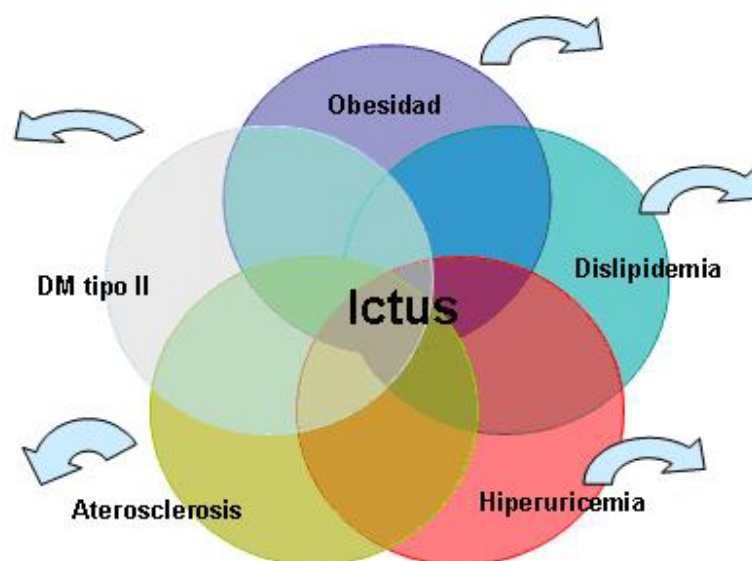 Obesidad
Dislipidemia
DM tipo II
Ictus
Aterosclerosis
Hiperuricemia